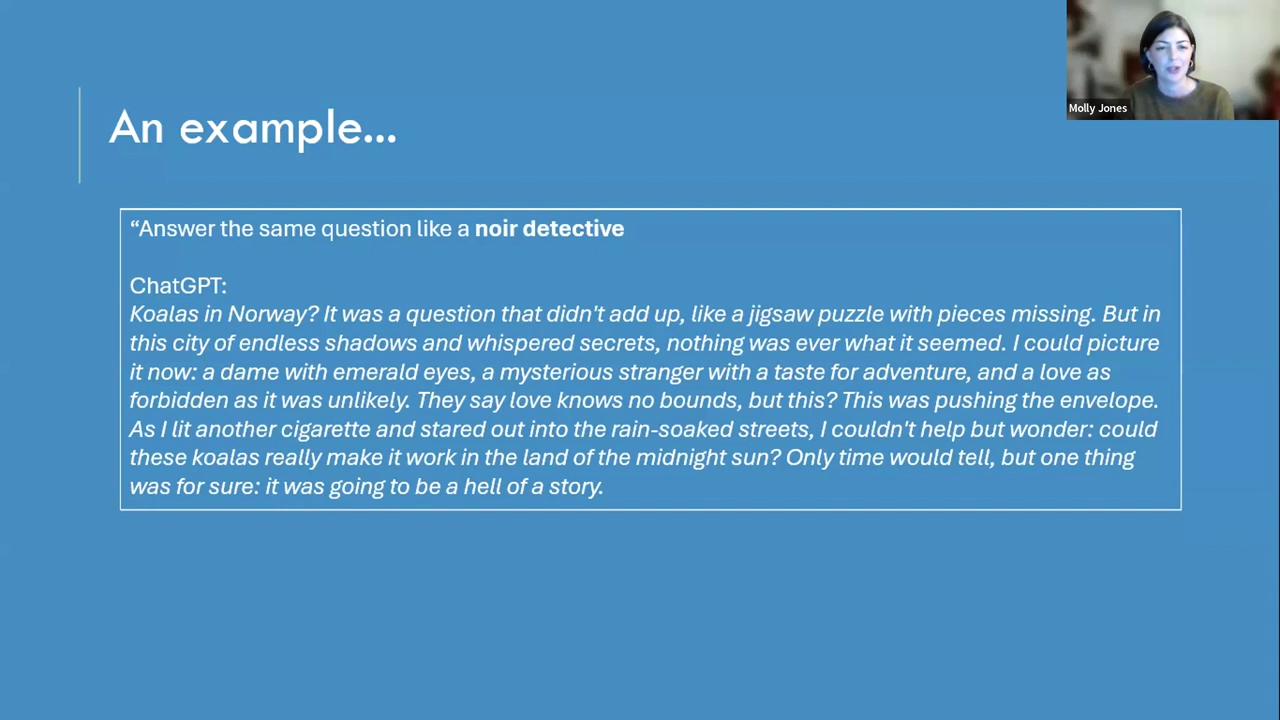 Molly Jones
An example...
“Answer the same question like a noir detective
ChatGPT:
Koalas in Norway? It was a question that didn't add up, like a jigsaw puzzle with pieces missing. But in
this city of endless shadows and whispered secrets, nothing was ever what it seemed. I could picture
it now: a dame with emerald eyes, a mysterious stranger with a taste for adventure, and a love as
forbidden as it was unlikely. They say love knows no bounds, but this? This was pushing the envelope.
As I lit another cigarette and stared out into the rain-soaked streets, I couldn't help but wonder: could
these koalas really make it work in the land of the midnight sun? Only time would tell, but one thing
was for sure: it was going to be a hell of a story.